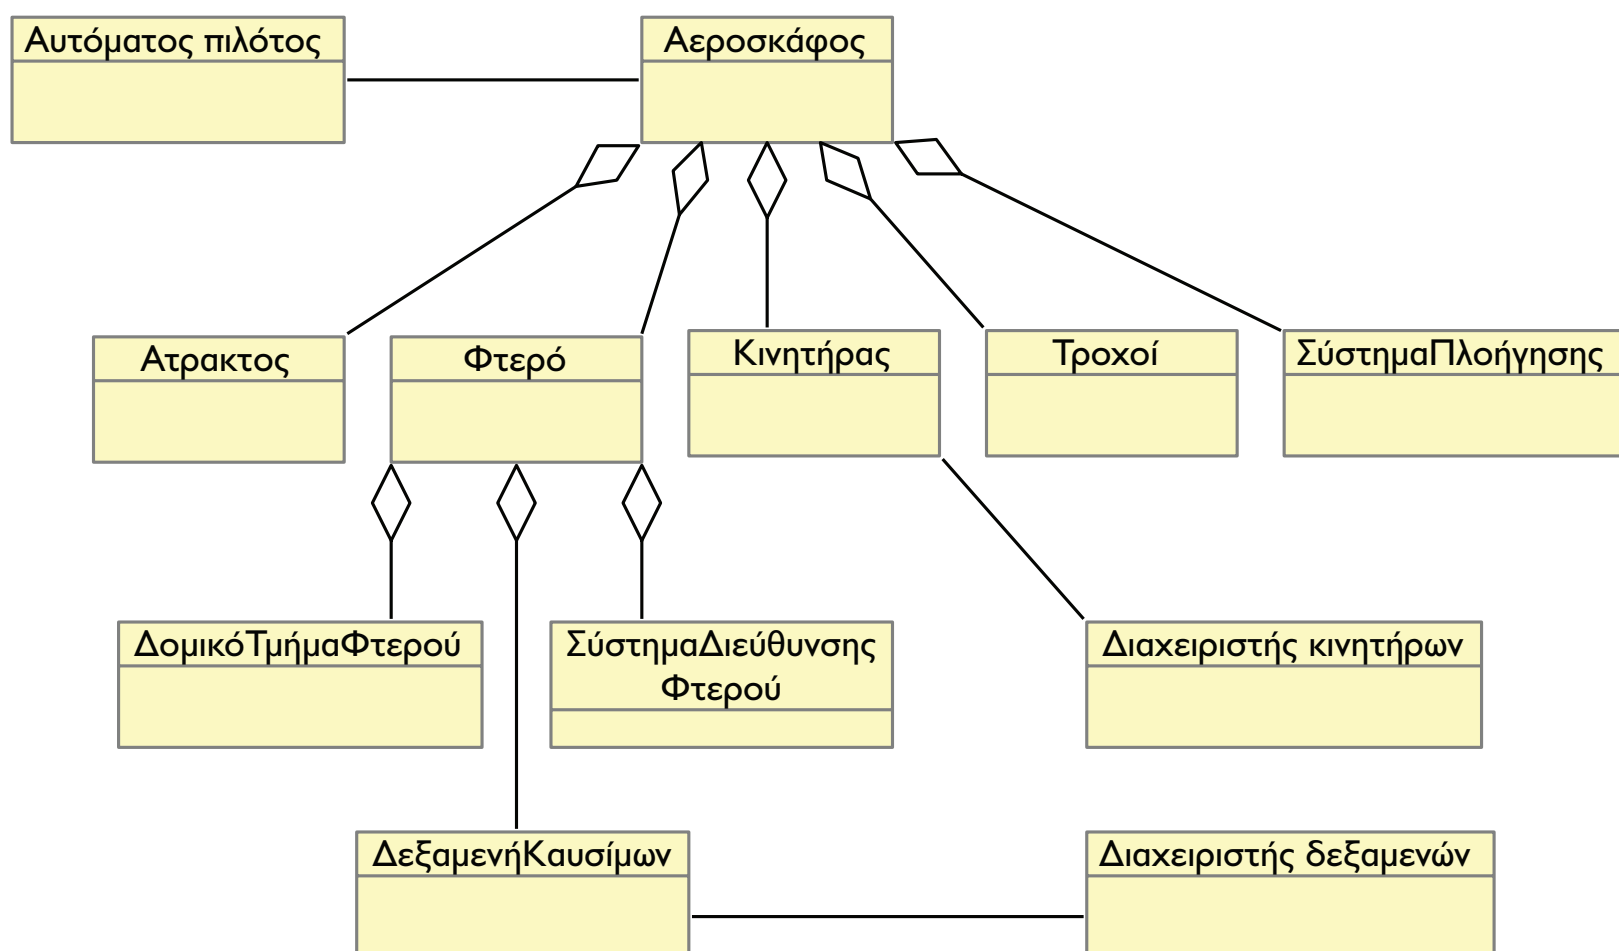 Αυτόματος πιλότος
Αεροσκάφος
Ατρακτος
Φτερό
Κινητήρας
Τροχοί
ΣύστημαΠλοήγησης
ΔομικόΤμήμαΦτερού
ΣύστημαΔιεύθυνσης
Φτερού
Διαχειριστής κινητήρων
ΔεξαμενήΚαυσίμων
Διαχειριστής δεξαμενών